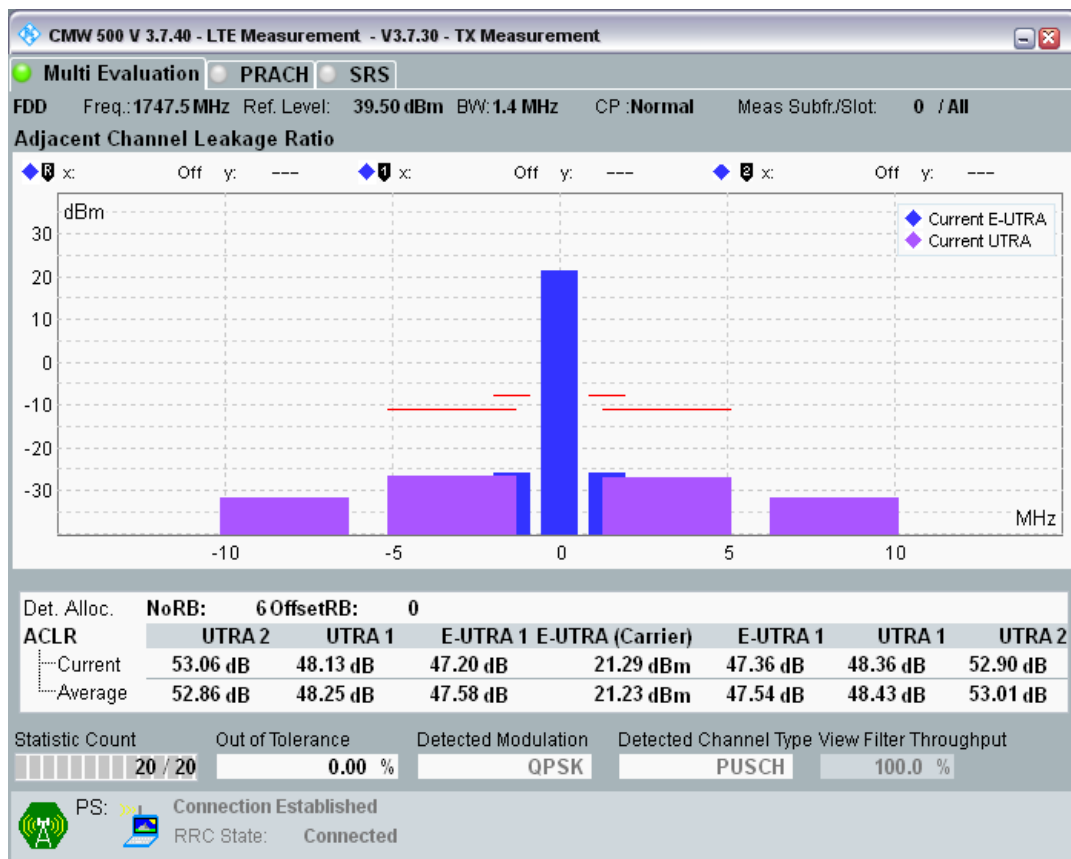 CMW 500 V 3.7.40 - LTE Measurement - V3.7.30 - TX Measurement
Multi Evaluation PRACH SRS
FDD Freq.: 1747.5 MHz Ref. Level: 39.50 dBm BW: 1.4 MHz CP : Normal Meas Subfr./Slot: 0 / All
Adjacent Channel Leakage Ratio
R x: Off y: --- 1 x: Off y: --- 2 x: Off y: ---
dBm
Current E-UTRA
Current UTRA
30
20
10
0
-10
-20
-30
MHz
-10 -5 0 5 10
Det. Alloc. NoRB: 6 OffsetRB: 0
ACLR UTRA 2 UTRA 1 E-UTRA 1 E-UTRA (Carrier) E-UTRA 1 UTRA 1 UTRA 2
Current 53.06 dB 48.13 dB 47.20 dB 21.29 dBm 47.36 dB 48.36 dB 52.90 dB
Average 52.86 dB 48.25 dB 47.58 dB 21.23 dBm 47.54 dB 48.43 dB 53.01 dB
Statistic Count Out of Tolerance Detected Modulation Detected Channel Type View Filter Throughput
20 / 20 0.00 % QPSK PUSCH 100.0 %
PS: Connection Established
RRC State: Connected